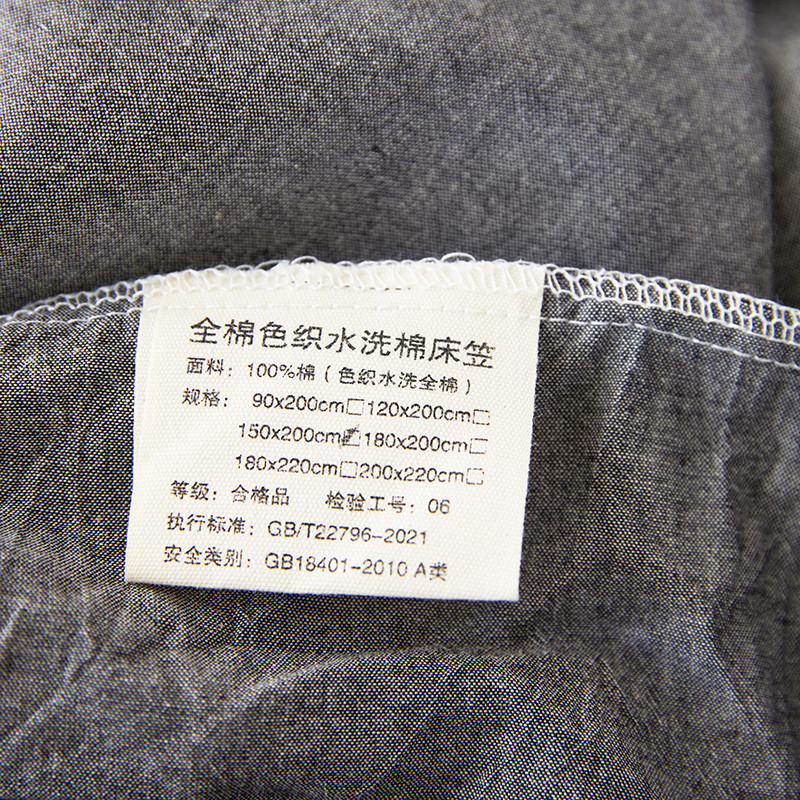 全棉色织水洗棉床笠
面料：100%棉（色织水洗全棉）
规格： 90x200cm□120x200cm□
150x200cm☑180x200cm□
180x220cm□200x220cm□
等级：合格品 检验工号：06
执行标准：GB/T22796-2021
安全类别：GB18401-2010 A类